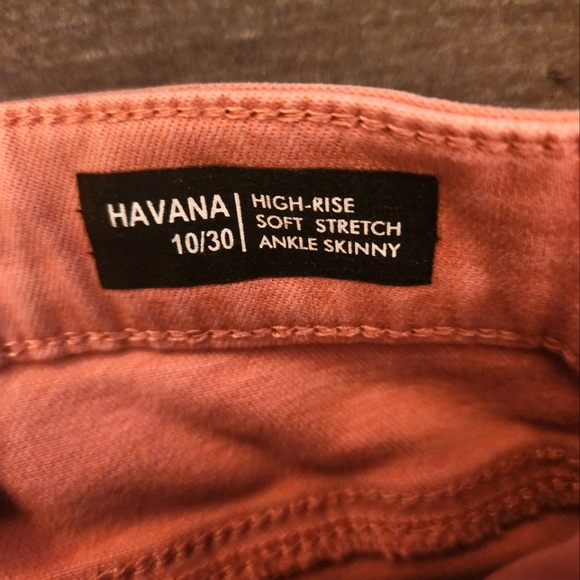 HAVANA
10/30
HIGH-RISE
SOFT STRETCH
ANKLE SKINNY